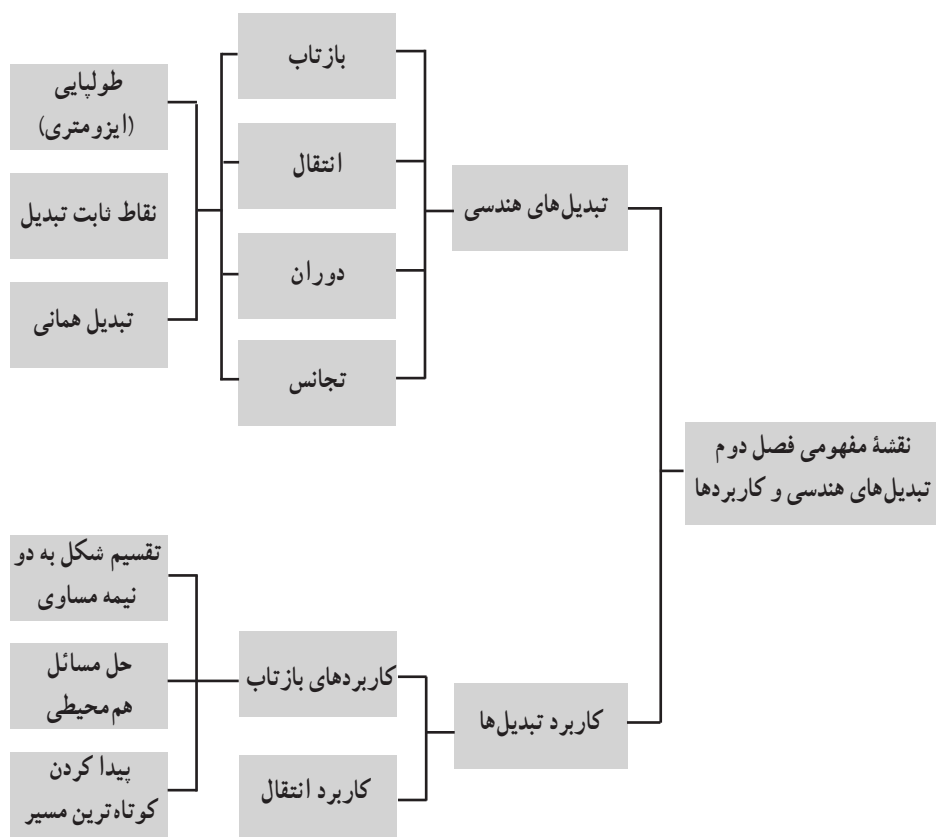 نقشهٔ مفهومی فصل دوم
تبدیل‌های هندسی و کاربردها
تبدیل‌های هندسی
بازتاب
انتقال
دوران
تجانس
طولپایی
(ایزومتری)
نقاط ثابت تبدیل
تبدیل همانی
کاربرد تبدیل‌ها
کاربردهای بازتاب
کاربرد انتقال
تقسیم شکل به دو
نیمه مساوی
حل مسائل
هم‌محیطی
پیدا کردن
کوتاه‌ترین مسیر